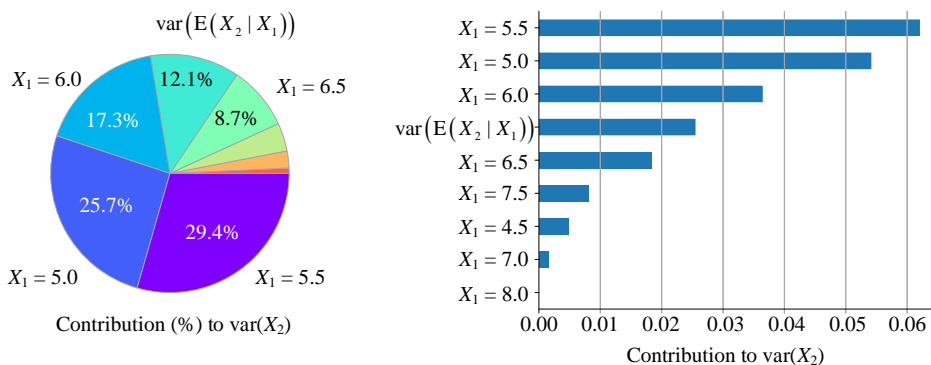 var(E(X₂ | X₁))
X₁ = 6.0
12.1%
X₁ = 6.5
17.3%
8.7%
25.7%
29.4%
X₁ = 5.0
X₁ = 5.5
Contribution (%) to var(X₂)
X₁ = 5.5
X₁ = 5.0
X₁ = 6.0
var(E(X₂ | X₁))
X₁ = 6.5
X₁ = 7.5
X₁ = 4.5
X₁ = 7.0
X₁ = 8.0
0.00 0.01 0.02 0.03 0.04 0.05 0.06
Contribution to var(X₂)